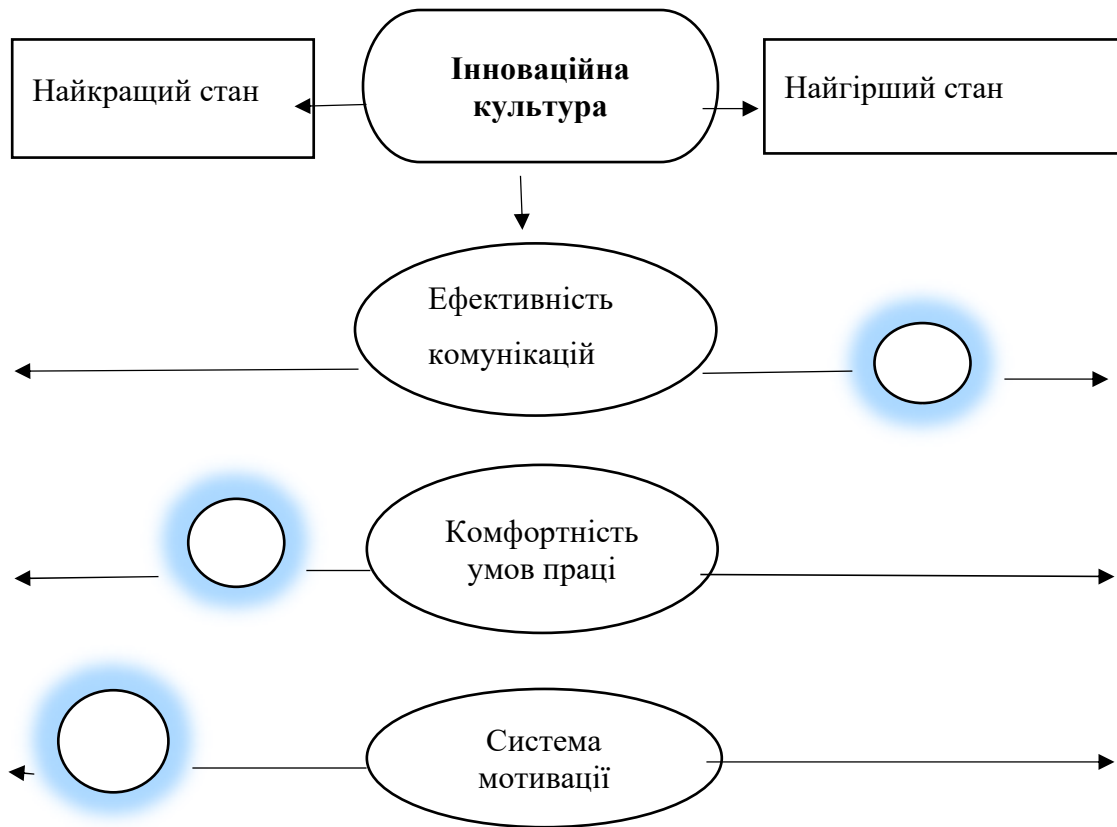 Найкращий стан
Інноваційна
культура
Найгірший стан
Ефективність
комунікацій
Комфортність
умов праці
Система
мотивації